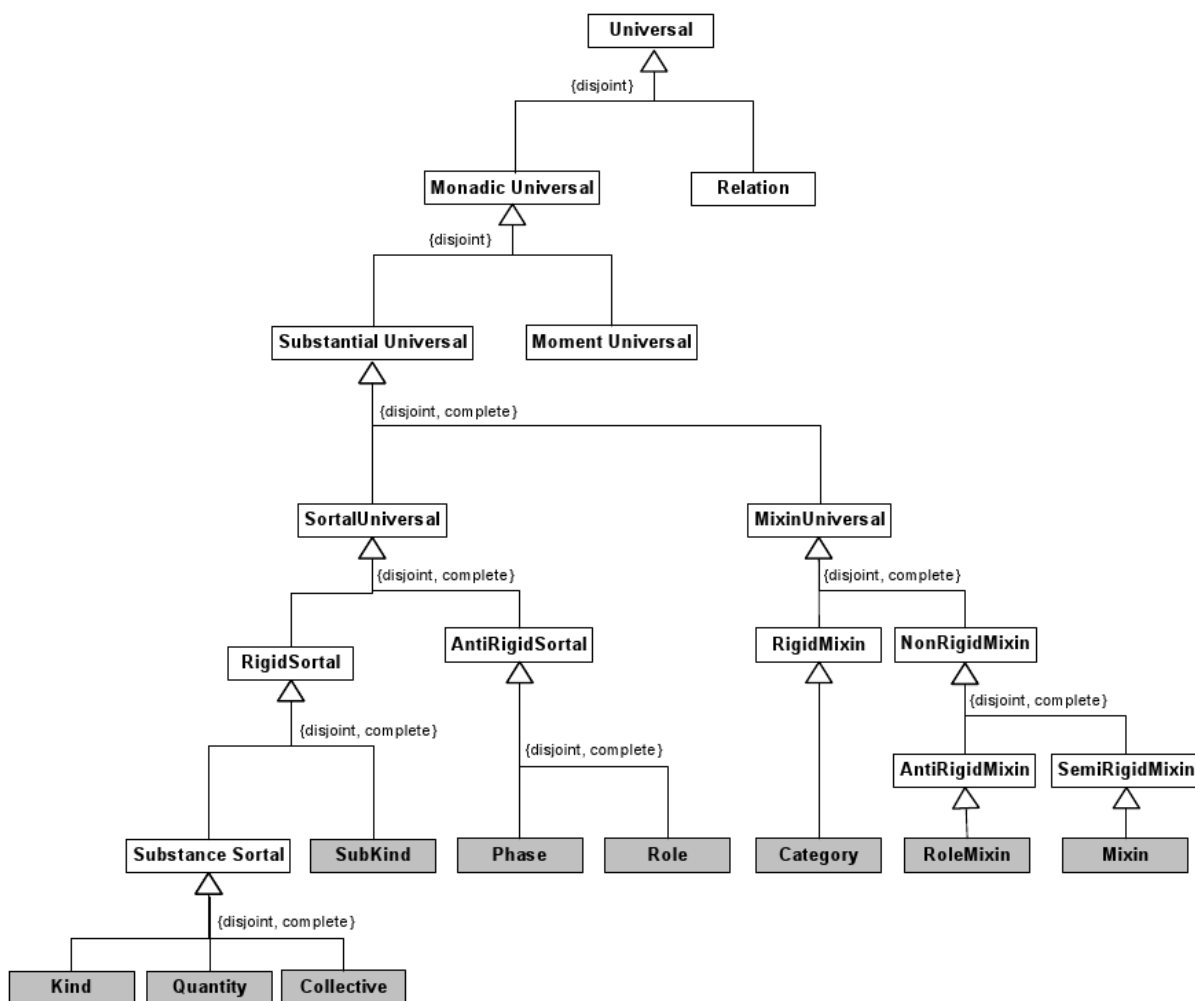 Universal
{disjoint}
Monadic Universal
Relation
{disjoint}
Substantial Universal
Moment Universal
{disjoint, complete}
SortalUniversal
MixinUniversal
{disjoint, complete}
{disjoint, complete}
RigidSortal
AntiRigidSortal
RigidMixin
NonRigidMixin
{disjoint, complete}
{disjoint, complete}
{disjoint, complete}
AntiRigidMixin
SemiRigidMixin
Substance Sortal
SubKind
Phase
Role
Category
RoleMixin
Mixin
{disjoint, complete}
Kind
Quantity
Collective